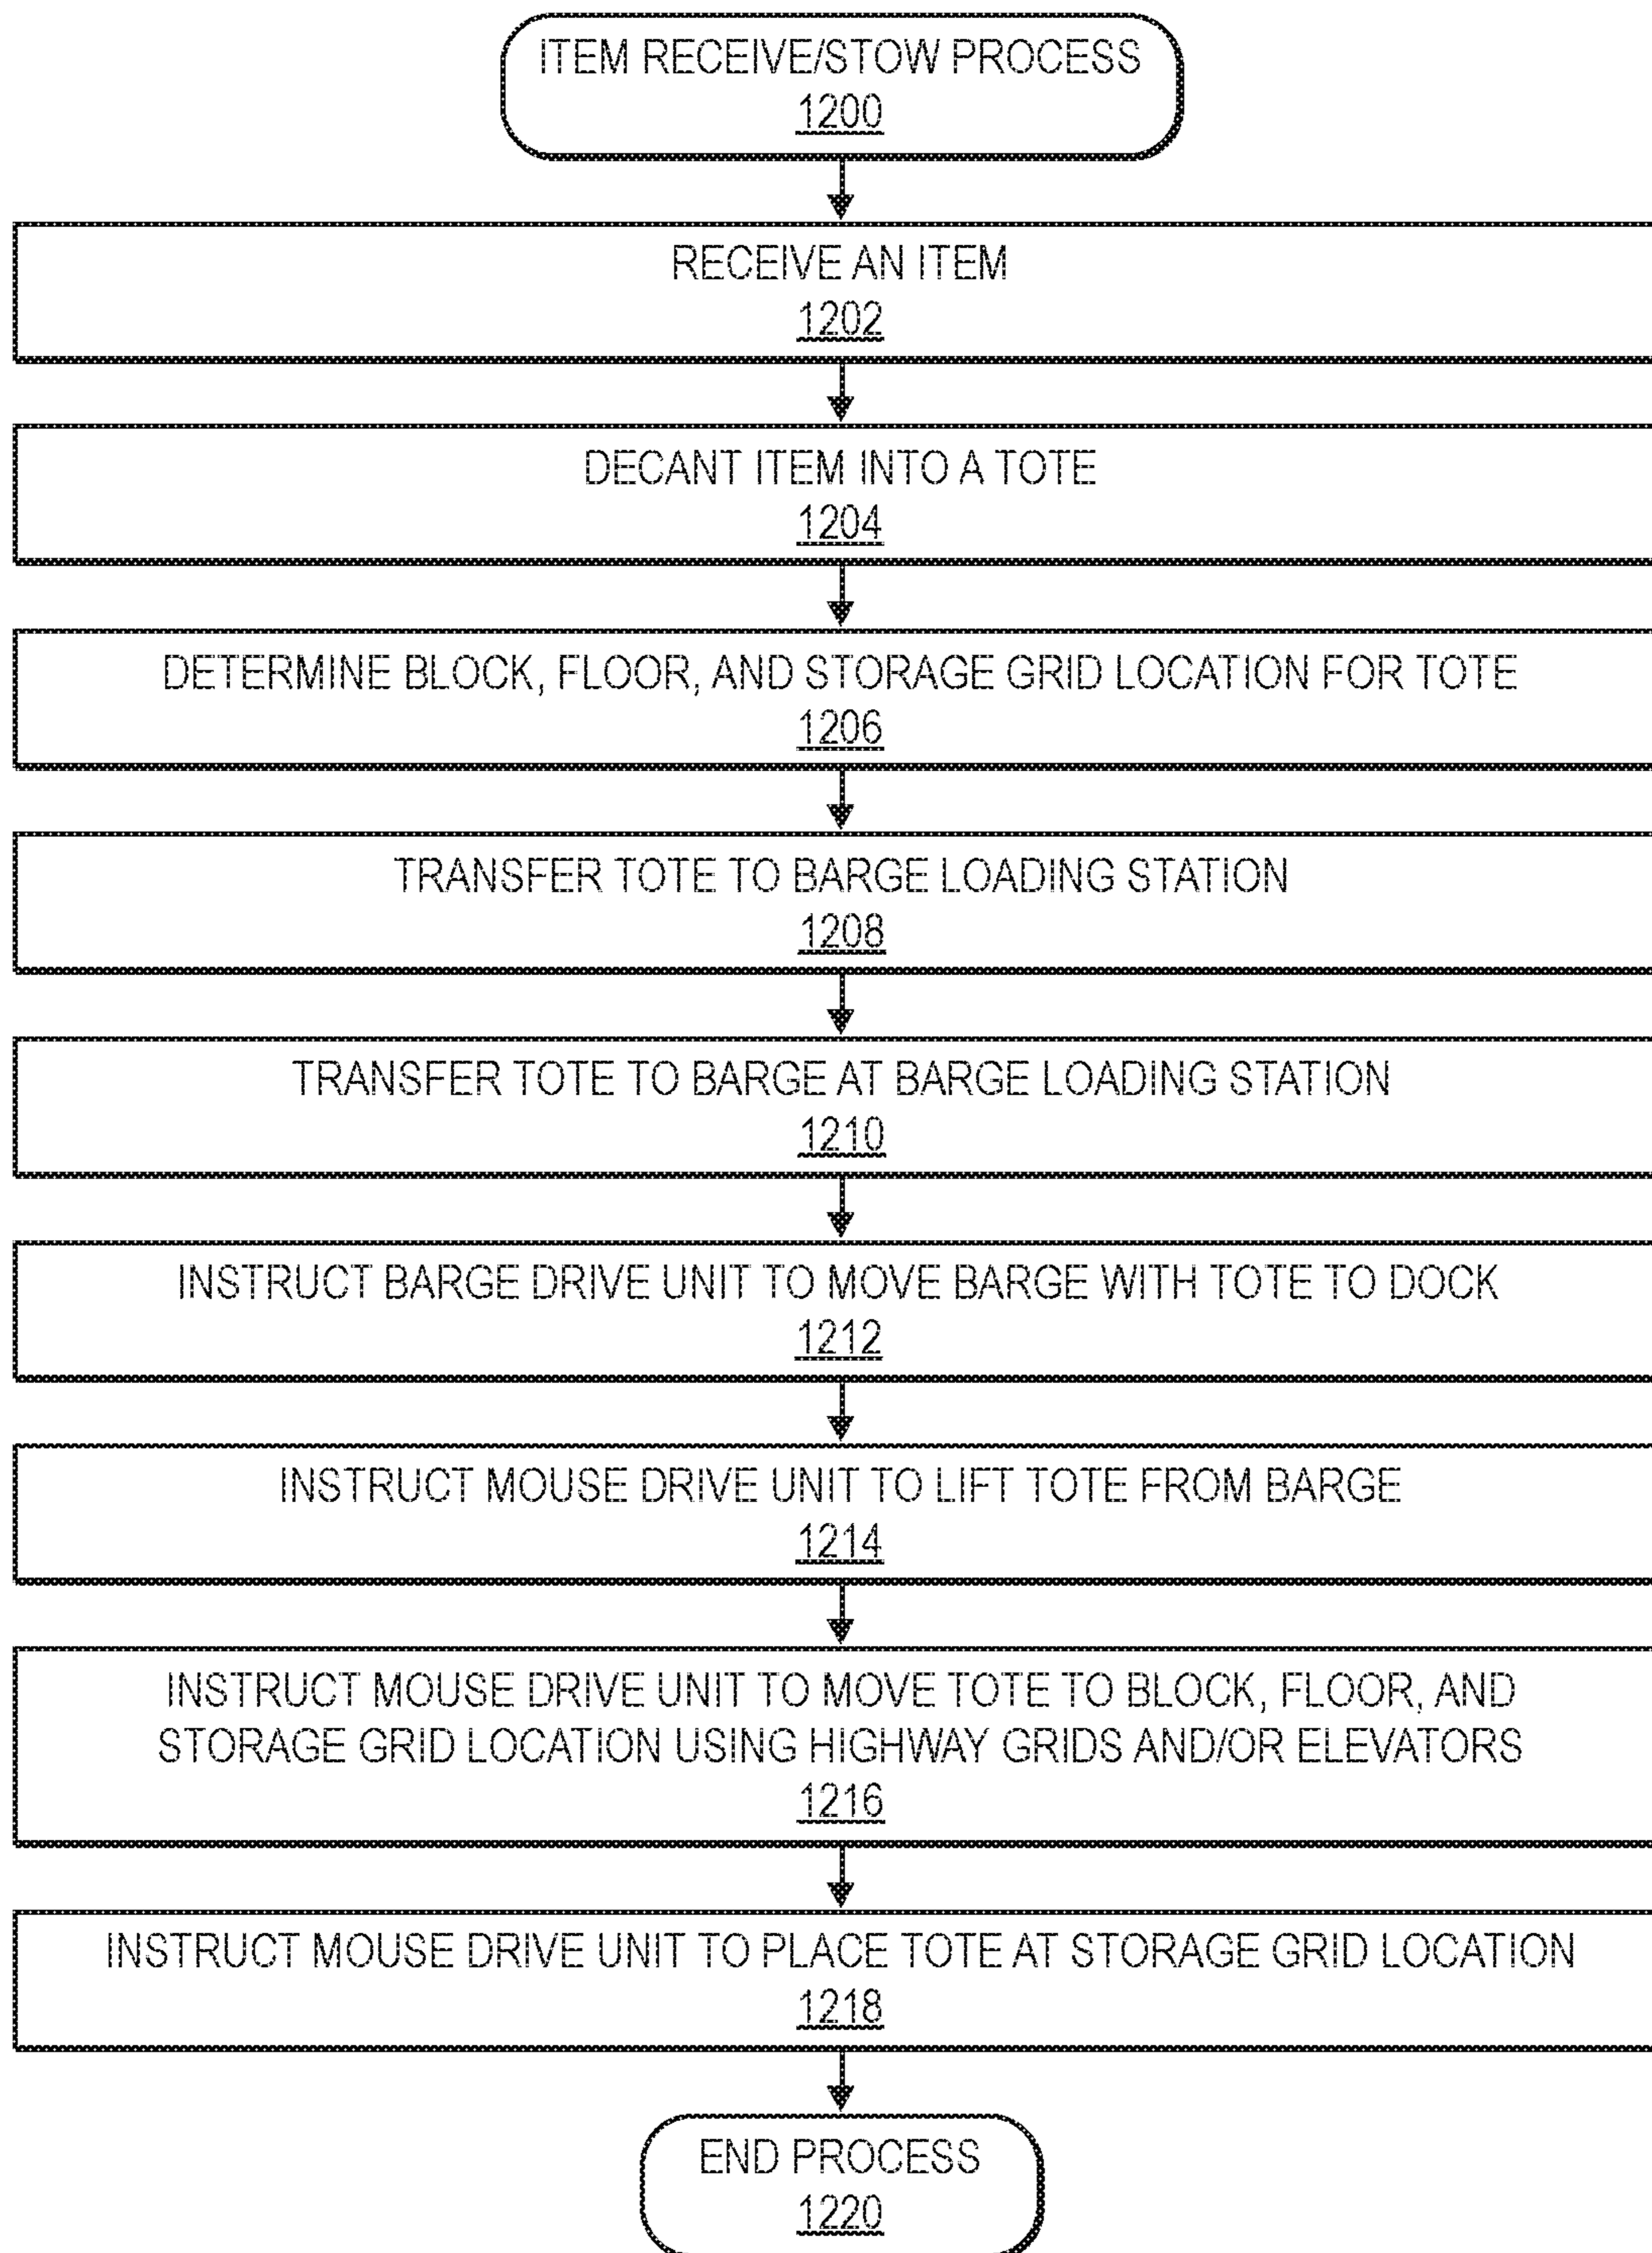 ITEM RECEIVE/STOW PROCESS
1200
RECEIVE AN ITEM
1202
DECANT ITEM INTO A TOTE
1204
DETERMINE BLOCK, FLOOR, AND STORAGE GRID LOCATION FOR TOTE
1206
TRANSFER TOTE TO BARGE LOADING STATION
1208
TRANSFER TOTE TO BARGE AT BARGE LOADING STATION
1210
INSTRUCT BARGE DRIVE UNIT TO MOVE BARGE WITH TOTE TO DOCK
1212
INSTRUCT MOUSE DRIVE UNIT TO LIFT TOTE FROM BARGE
1214
INSTRUCT MOUSE DRIVE UNIT TO MOVE TOTE TO BLOCK, FLOOR, AND
STORAGE GRID LOCATION USING HIGHWAY GRIDS AND/OR ELEVATORS
1216
INSTRUCT MOUSE DRIVE UNIT TO PLACE TOTE AT STORAGE GRID LOCATION
1218
END PROCESS
1220